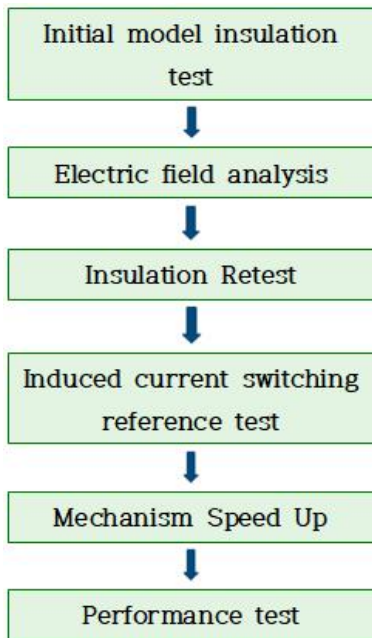 Initial model insulation
test
Electric field analysis
Insulation Retest
Induced current switching
reference test
Mechanism Speed Up
Performance test